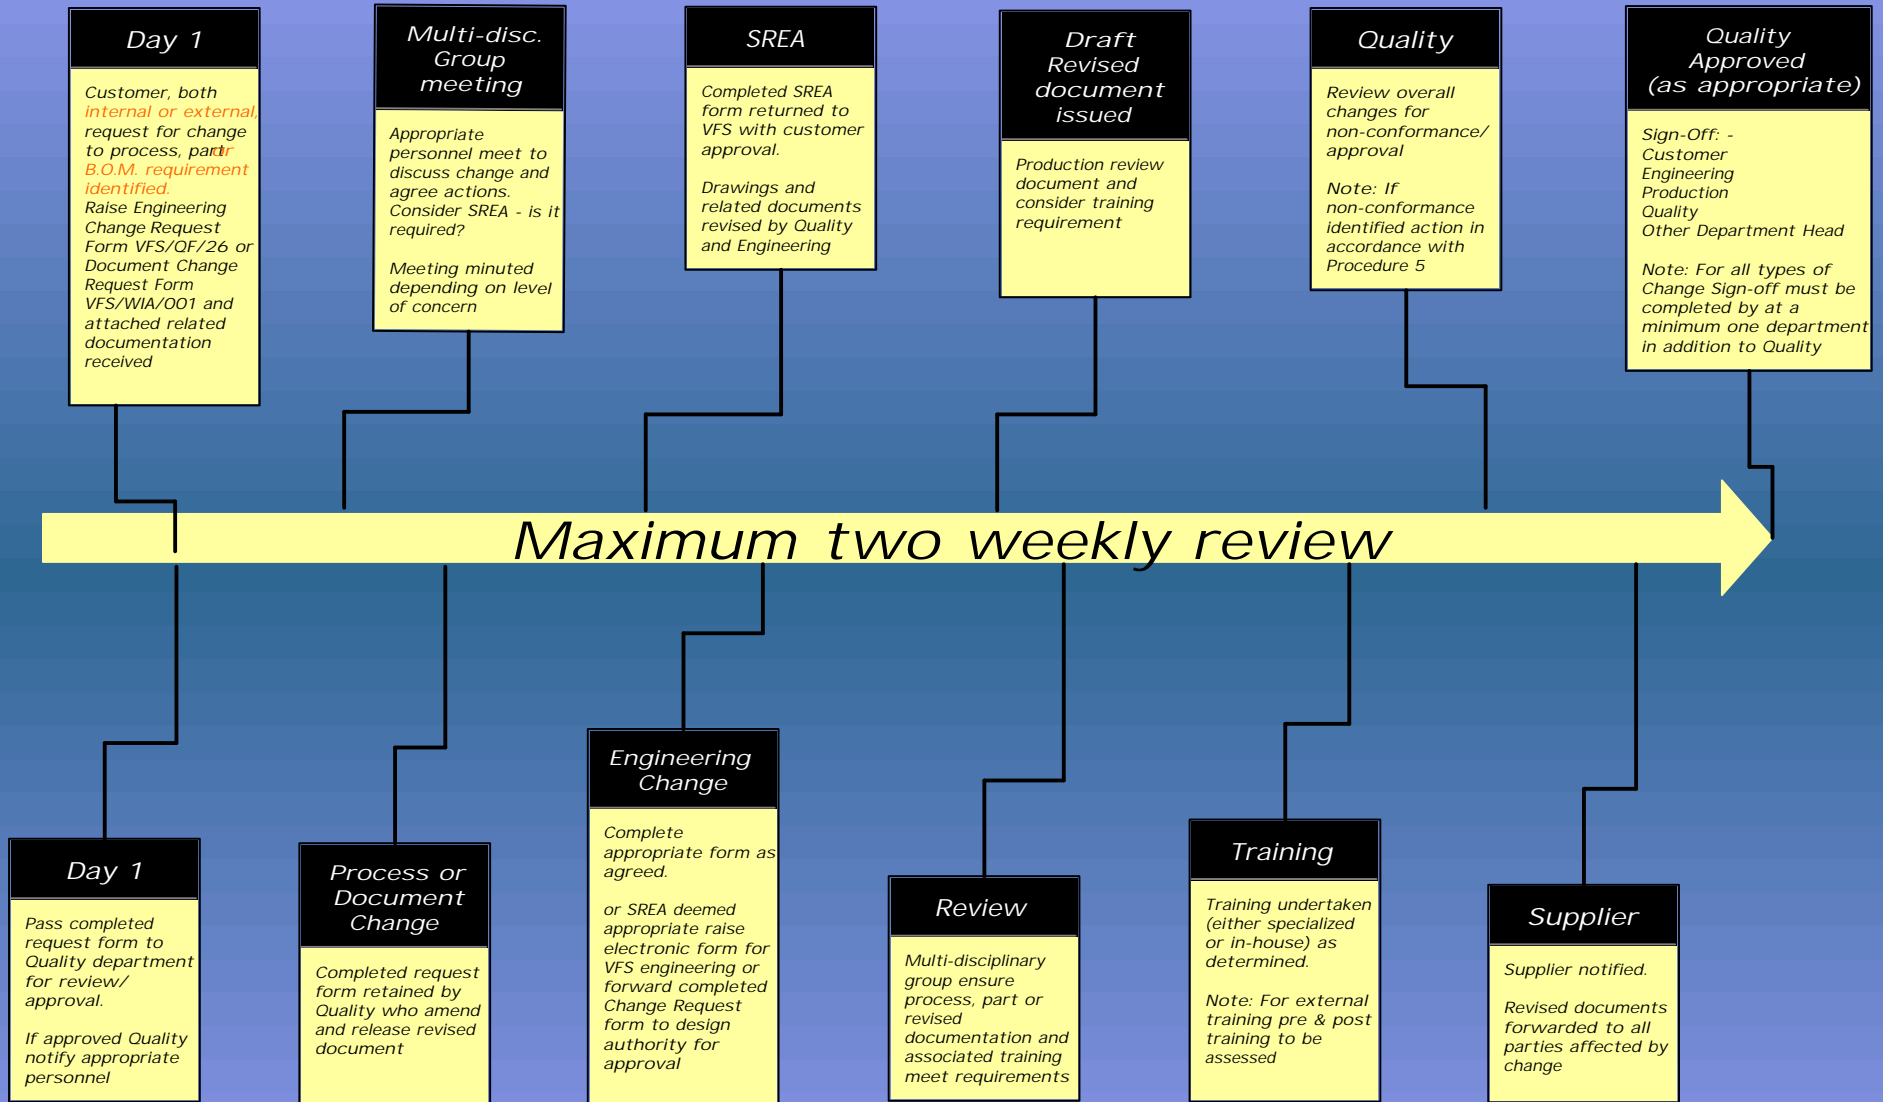 Day 1
Customer, both
internal or external,
request for change
to process, part or
B.O.M. requirement
identified.
Raise Engineering
Change Request
Form VFS/QF/26 or
Document Change
Request Form
VFS/WIA/001 and
attached related
documentation
received
Multi-disc.
Group
meeting
Appropriate
personnel meet to
discuss change and
agree actions.
Consider SREA - is it
required?
Meeting minuted
depending on level
of concern
SREA
Completed SREA
form returned to
VFS with customer
approval.
Drawings and
related documents
revised by Quality
and Engineering
Draft
Revised
document
issued
Production review
document and
consider training
requirement
Quality
Review overall
changes for
non-conformance/
approval
Note: If
non-conformance
identified action in
accordance with
Procedure 5
Quality
Approved
(as appropriate)
Sign-Off: -
Customer
Engineering
Production
Quality
Other Department Head
Note: For all types of
Change Sign-off must be
completed by at a
minimum one department
in addition to Quality
Maximum two weekly review
Day 1
Pass completed
request form to
Quality department
for review/
approval.
If approved Quality
notify appropriate
personnel
Process or
Document
Change
Completed request
form retained by
Quality who amend
and release revised
document
Engineering
Change
Complete
appropriate form as
agreed.
or SREA deemed
appropriate raise
electronic form for
VFS engineering or
forward completed
Change Request
form to design
authority for
approval
Review
Multi-disciplinary
group ensure
process, part or
revised
documentation and
associated training
meet requirements
Training
Training undertaken
(either specialized
or in-house) as
determined.
Note: For external
training pre & post
training to be
assessed
Supplier
Supplier notified.
Revised documents
forwarded to all
parties affected by
change